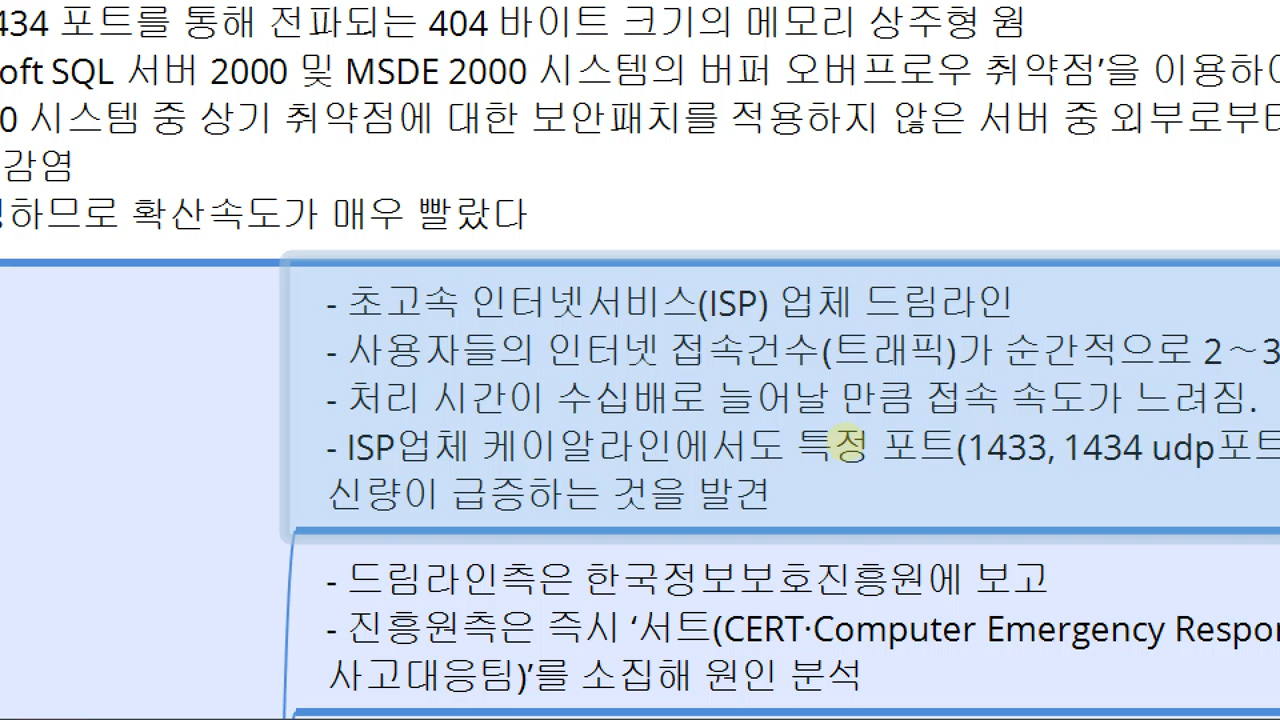 434 포트를 통해 전파되는 404 바이트 크기의 메모리 상주형 웜
oft SQL 서버 2000 및 MSDE 2000 시스템의 버퍼 오버프로우 취약점’을 이용하여
0 시스템 중 상기 취약점에 대한 보안패치를 적용하지 않은 서버 중 외부로부터
감염
하므로 확산속도가 매우 빨랐다
- 초고속 인터넷서비스(ISP) 업체 드림라인
- 사용자들의 인터넷 접속건수(트래픽)가 순간적으로 2～3
- 처리 시간이 수십배로 늘어날 만큼 접속 속도가 느려짐.
- ISP업체 케이알라인에서도 특정 포트(1433, 1434 udp포트
신량이 급증하는 것을 발견
- 드림라인측은 한국정보보호진흥원에 보고
- 진흥원측은 즉시 ‘서트(CERT·Computer Emergency Respon
사고대응팀)’를 소집해 원인 분석